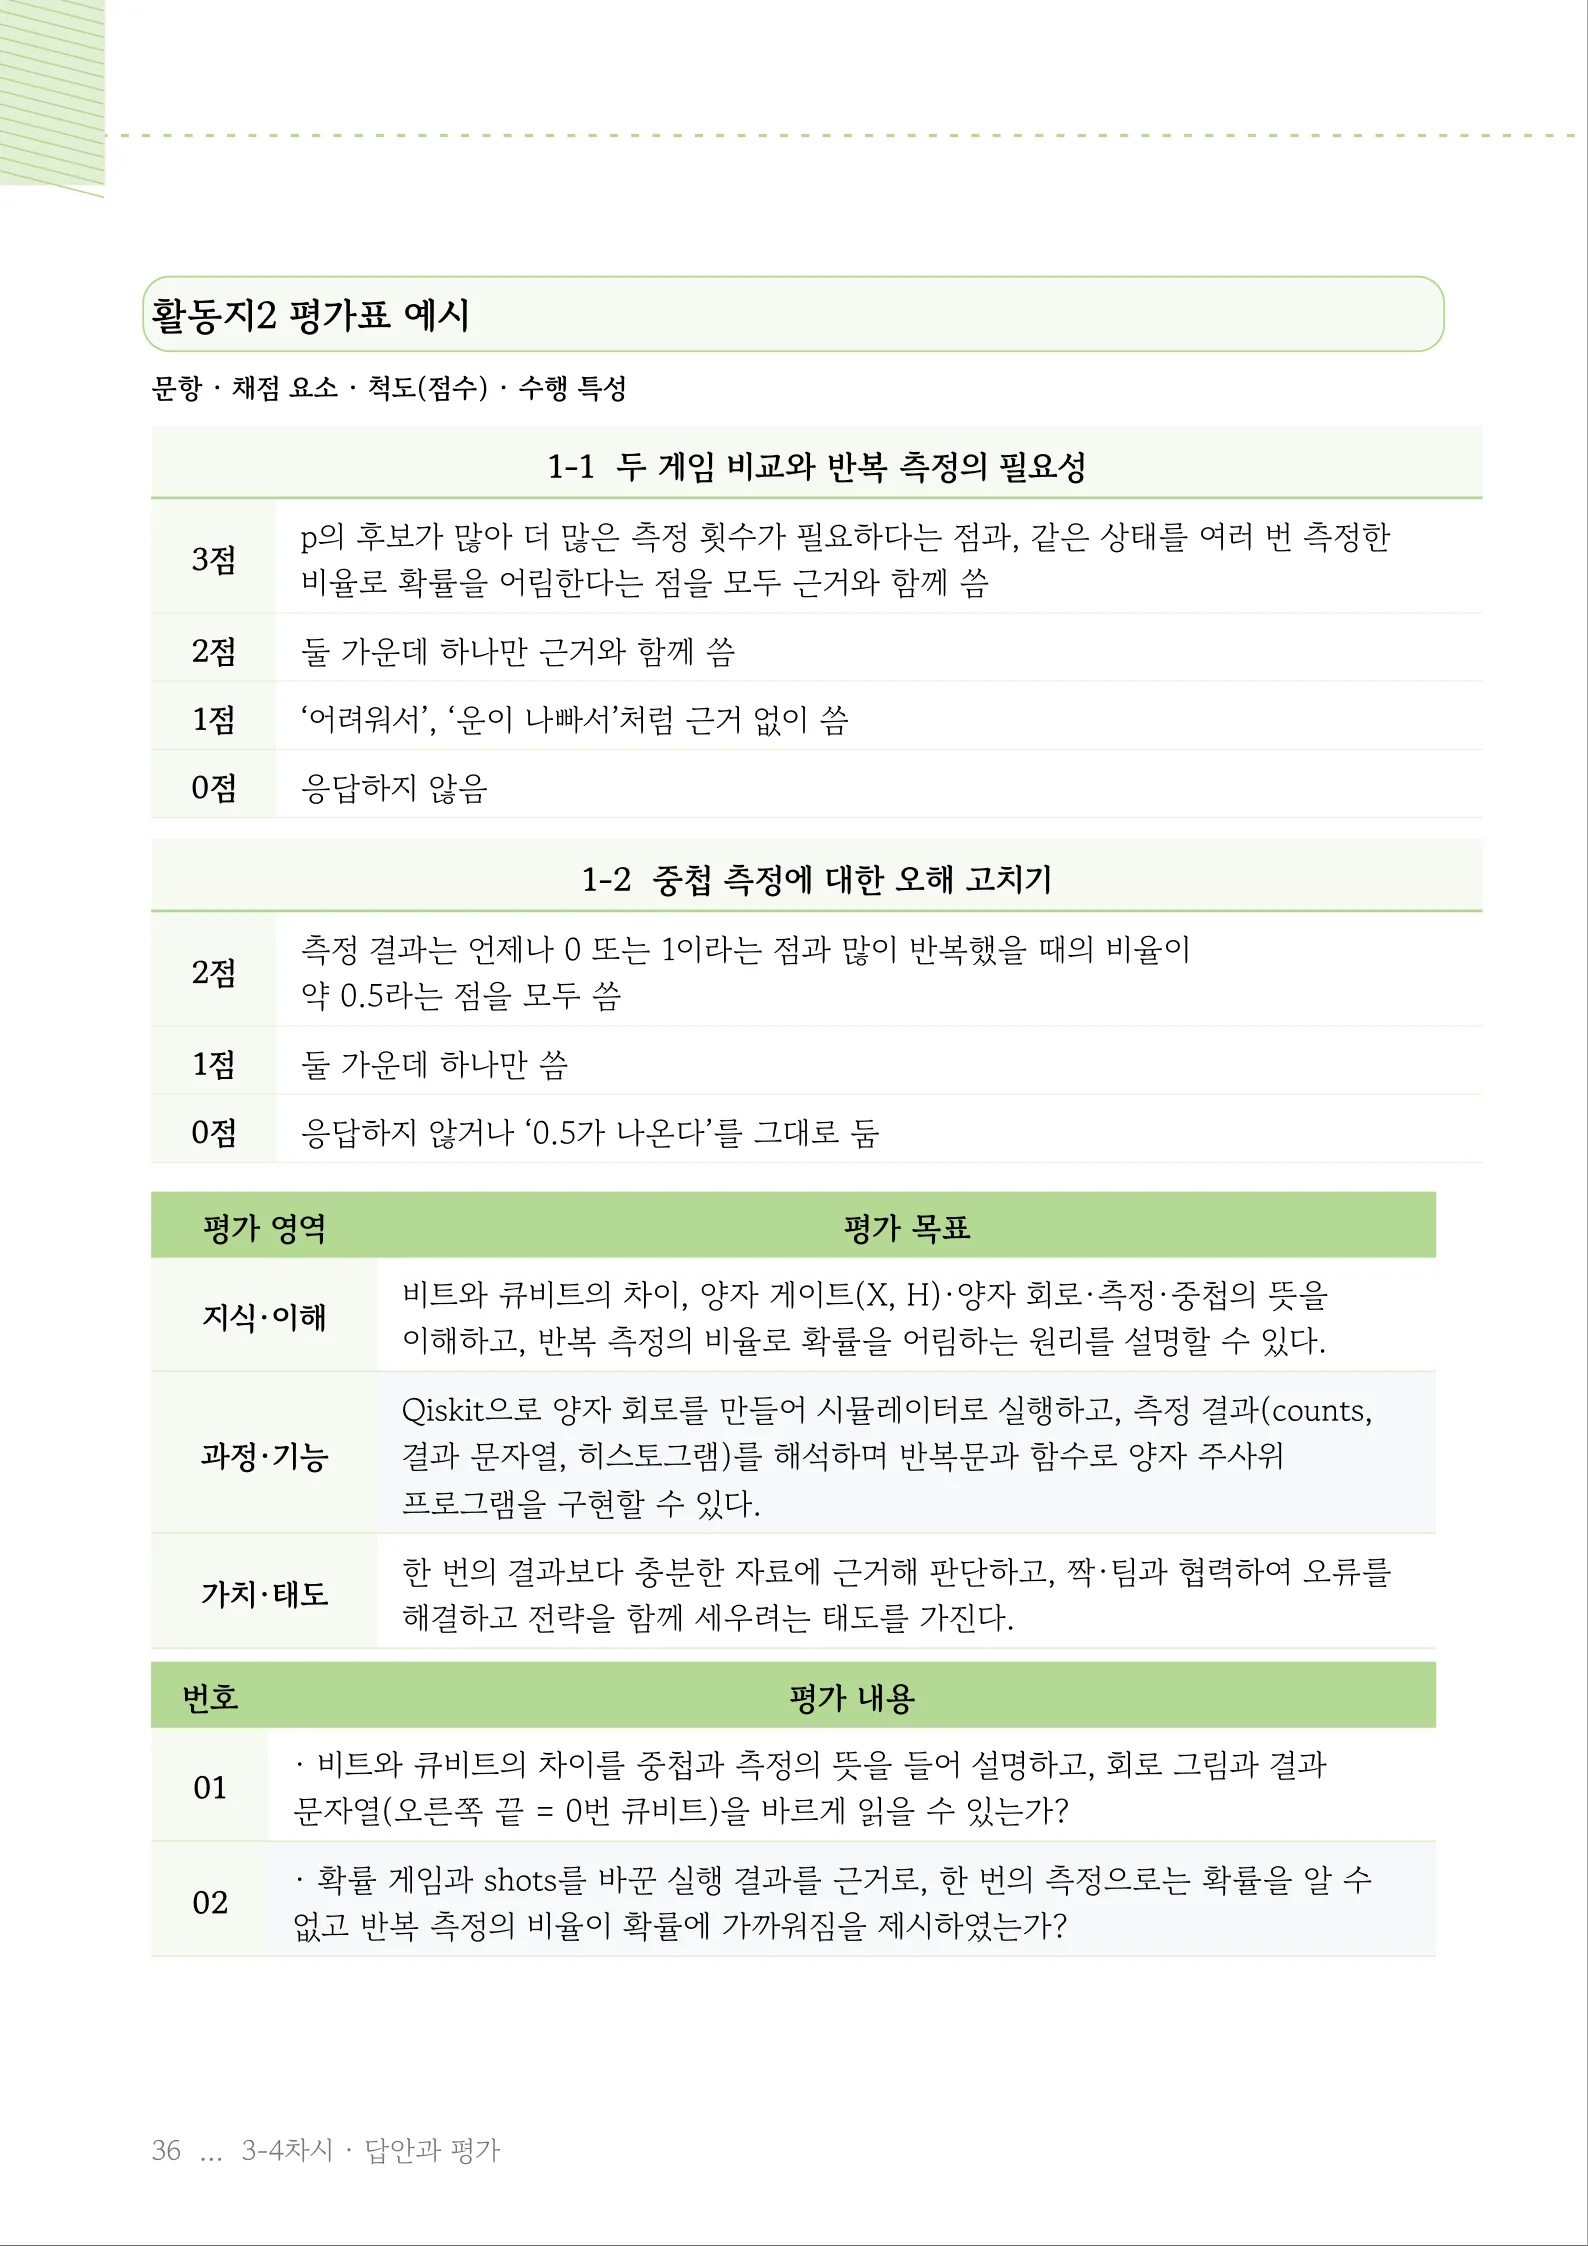 활동지2 평가표 예시
문항 · 채점 요소 · 척도(점수) · 수행 특성
1-1 두 게임 비교와 반복 측정의 필요성
3점
p의 후보가 많아 더 많은 측정 횟수가 필요하다는 점과, 같은 상태를 여러 번 측정한
비율로 확률을 어림한다는 점을 모두 근거와 함께 씀
2점
둘 가운데 하나만 근거와 함께 씀
1점
‘어려워서’, ‘운이 나빠서’처럼 근거 없이 씀
0점
응답하지 않음
1-2 중첩 측정에 대한 오해 고치기
2점
측정 결과는 언제나 0 또는 1이라는 점과 많이 반복했을 때의 비율이
약 0.5라는 점을 모두 씀
1점
둘 가운데 하나만 씀
0점
응답하지 않거나 ‘0.5가 나온다’를 그대로 둠
평가 영역
평가 목표
지식·이해
비트와 큐비트의 차이, 양자 게이트(X, H)·양자 회로·측정·중첩의 뜻을
이해하고, 반복 측정의 비율로 확률을 어림하는 원리를 설명할 수 있다.
과정·기능
Qiskit으로 양자 회로를 만들어 시뮬레이터로 실행하고, 측정 결과(counts,
결과 문자열, 히스토그램)를 해석하며 반복문과 함수로 양자 주사위
프로그램을 구현할 수 있다.
가치·태도
한 번의 결과보다 충분한 자료에 근거해 판단하고, 짝·팀과 협력하여 오류를
해결하고 전략을 함께 세우려는 태도를 가진다.
번호
평가 내용
01
· 비트와 큐비트의 차이를 중첩과 측정의 뜻을 들어 설명하고, 회로 그림과 결과
문자열(오른쪽 끝 = 0번 큐비트)을 바르게 읽을 수 있는가?
02
· 확률 게임과 shots를 바꾼 실행 결과를 근거로, 한 번의 측정으로는 확률을 알 수
없고 반복 측정의 비율이 확률에 가까워짐을 제시하였는가?
36 ... 3-4차시 · 답안과 평가